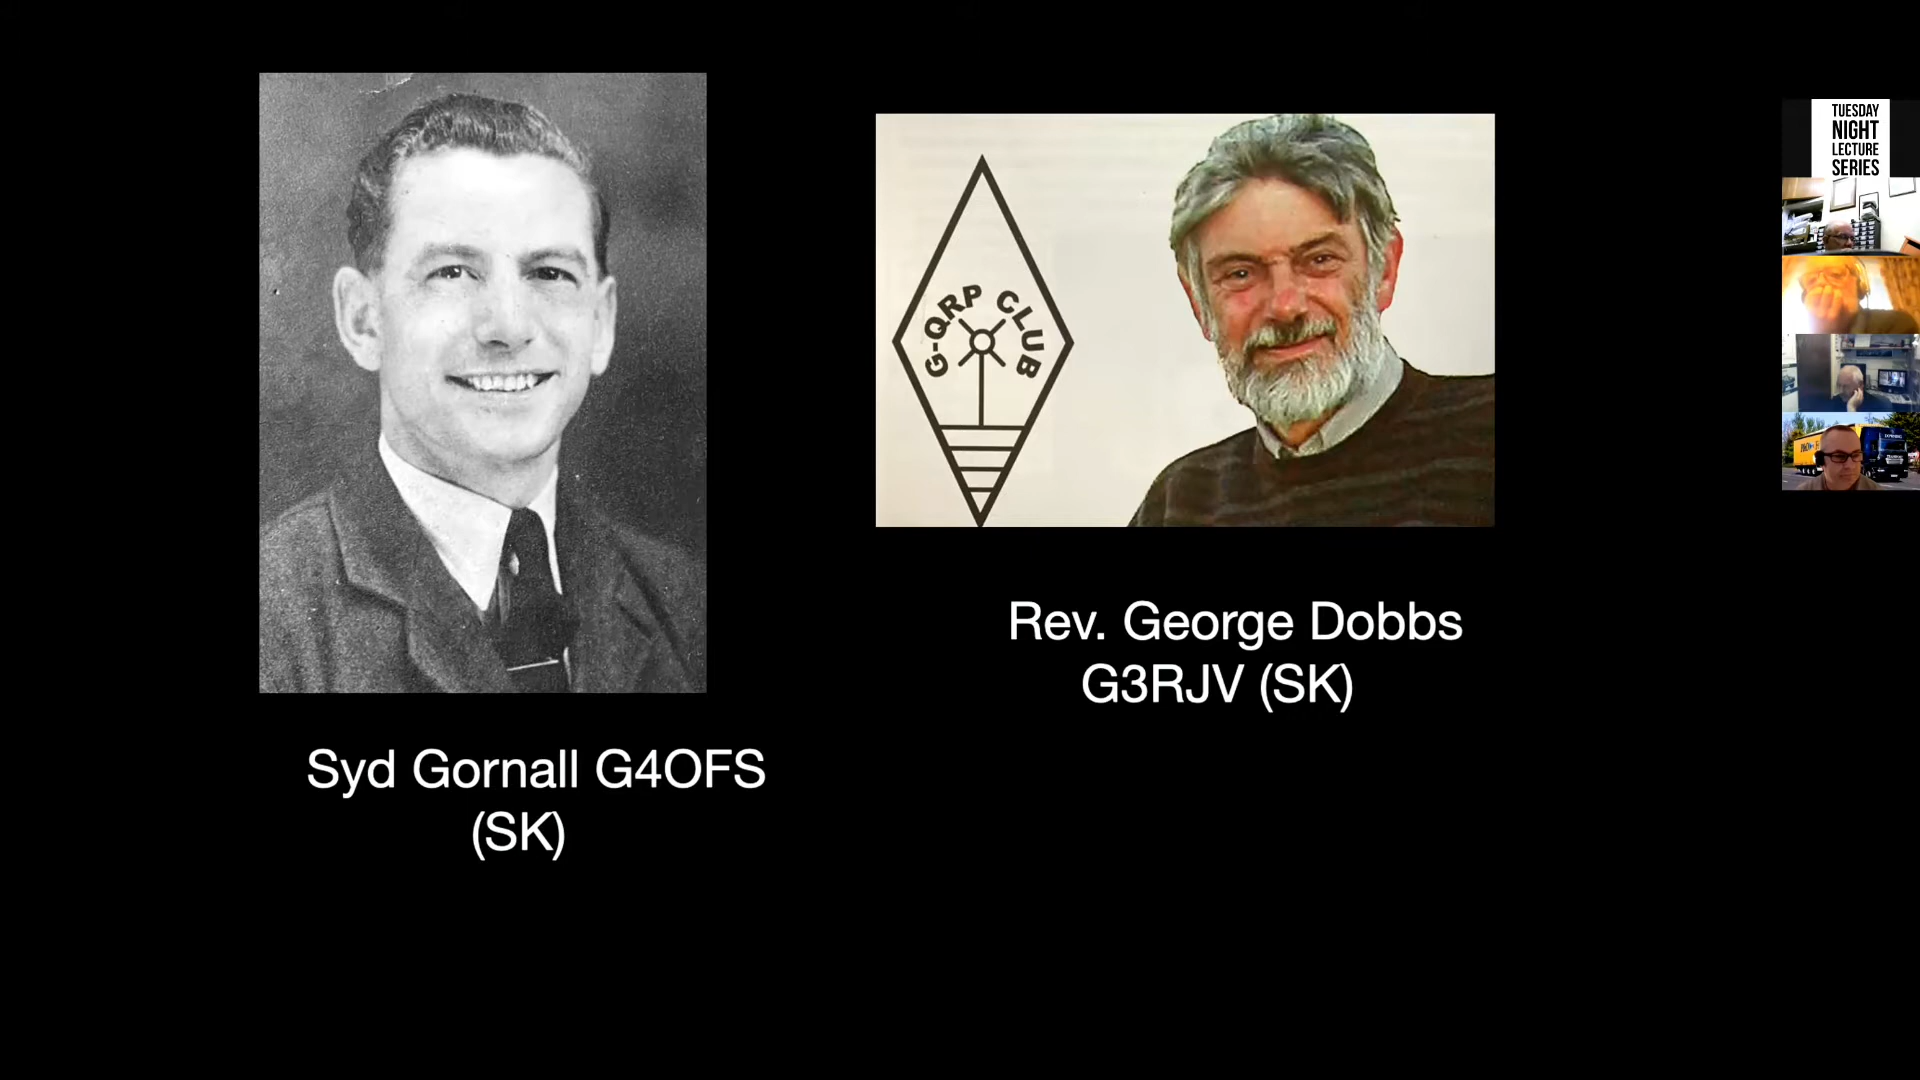 G-QRP CLUB
Rev. George Dobbs
G3RJV (SK)
Syd Gornall G4OFS
(SK)
TUESDAY
NIGHT
LECTURE
SERIES